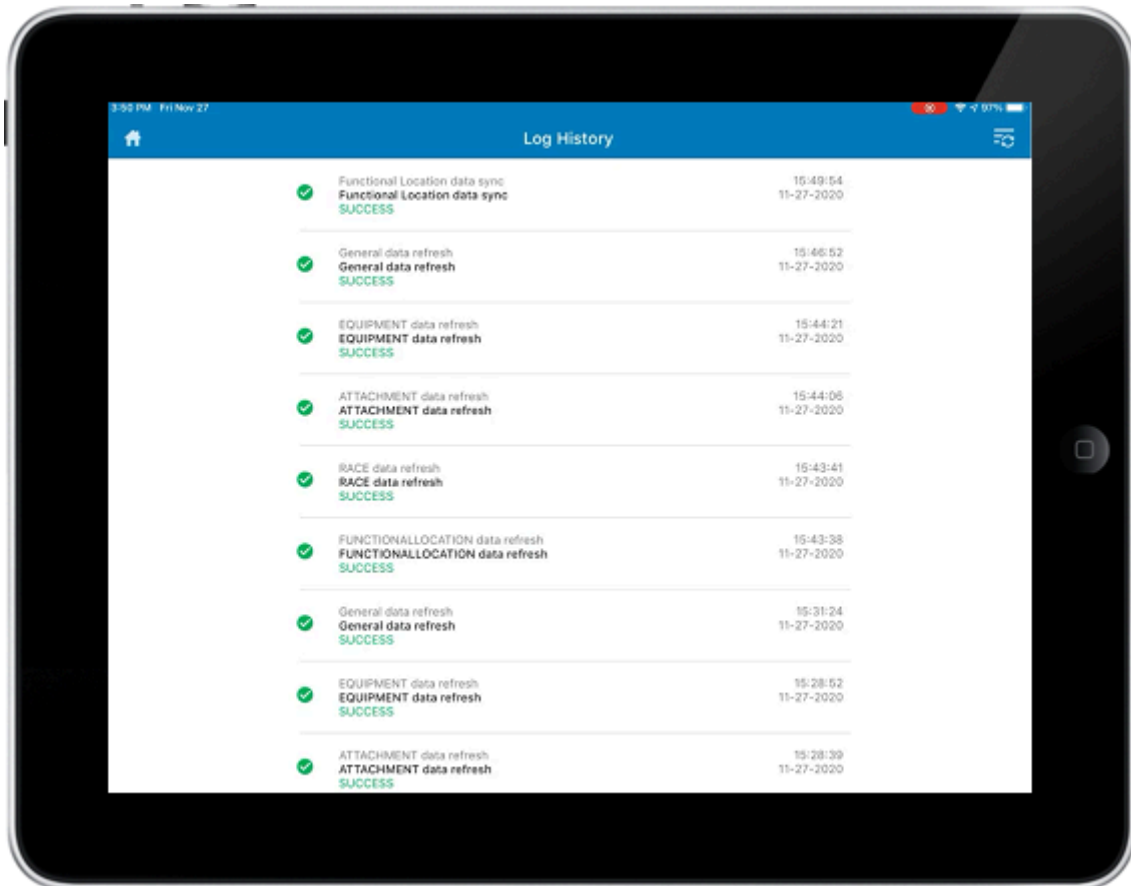 3:50 PM Fri Nov 27
97%
Log History
Functional Location data sync
15:49:54
Functional Location data sync
11-27-2020
SUCCESS
General data refresh
15:46:52
General data refresh
11-27-2020
SUCCESS
EQUIPMENT data refresh
15:44:21
EQUIPMENT data refresh
11-27-2020
SUCCESS
ATTACHMENT data refresh
15:44:06
ATTACHMENT data refresh
11-27-2020
SUCCESS
RACE data refresh
15:43:41
RACE data refresh
11-27-2020
SUCCESS
FUNCTIONALLOCATION data refresh
15:43:38
FUNCTIONALLOCATION data refresh
11-27-2020
SUCCESS
General data refresh
15:31:24
General data refresh
11-27-2020
SUCCESS
EQUIPMENT data refresh
15:28:52
EQUIPMENT data refresh
11-27-2020
SUCCESS
ATTACHMENT data refresh
15:28:39
ATTACHMENT data refresh
11-27-2020
SUCCESS